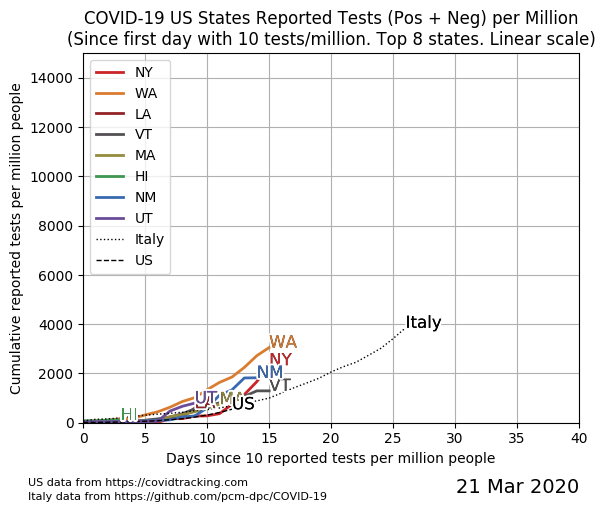 COVID-19 US States Reported Tests (Pos + Neg) per Million
(Since first day with 10 tests/million. Top 8 states. Linear scale)
Cumulative reported tests per million people
14000
12000
10000
8000
6000
4000
2000
0
NY
WA
LA
VT
MA
HI
NM
UT
Italy
US
Italy
WA
NY
NM
VT
UT
MA
US
HI
0 5 10 15 20 25 30 35 40
Days since 10 reported tests per million people
US data from https://covidtracking.com
Italy data from https://github.com/pcm-dpc/COVID-19
21 Mar 2020